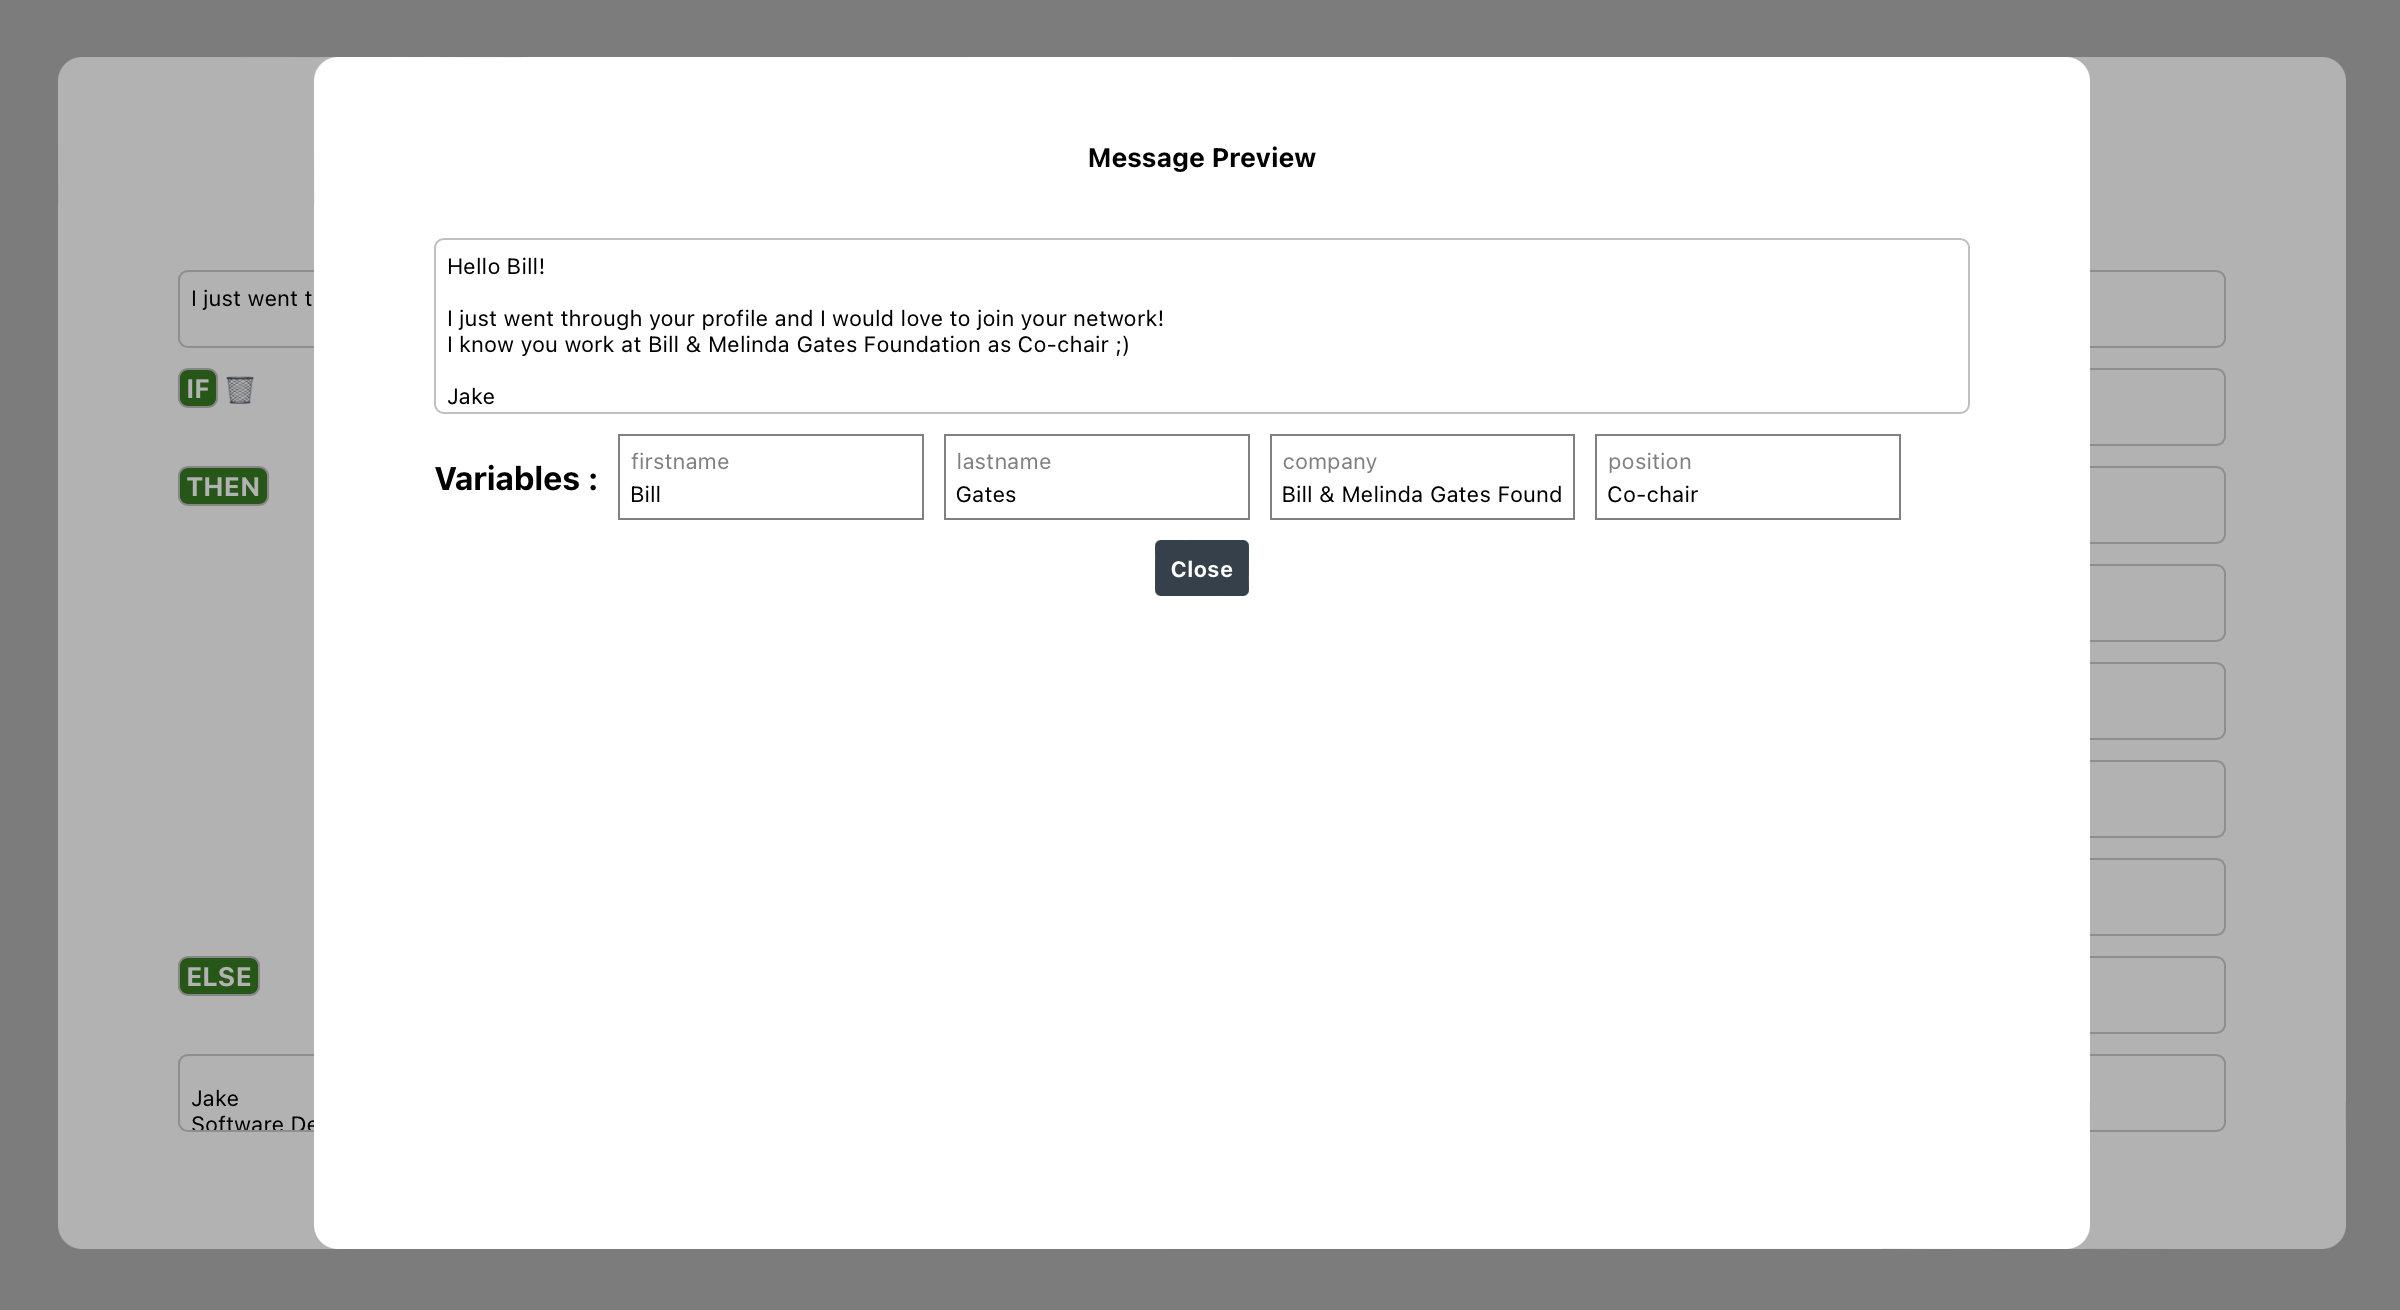 Message Preview
Hello Bill!
I just went through your profile and I would love to join your network!
I know you work at Bill & Melinda Gates Foundation as Co-chair ;)
Jake
Variables :
firstname
Bill
lastname
Gates
company
Bill & Melinda Gates Found
position
Co-chair
Close
I just went t
IF
THEN
ELSE
Jake
Software De